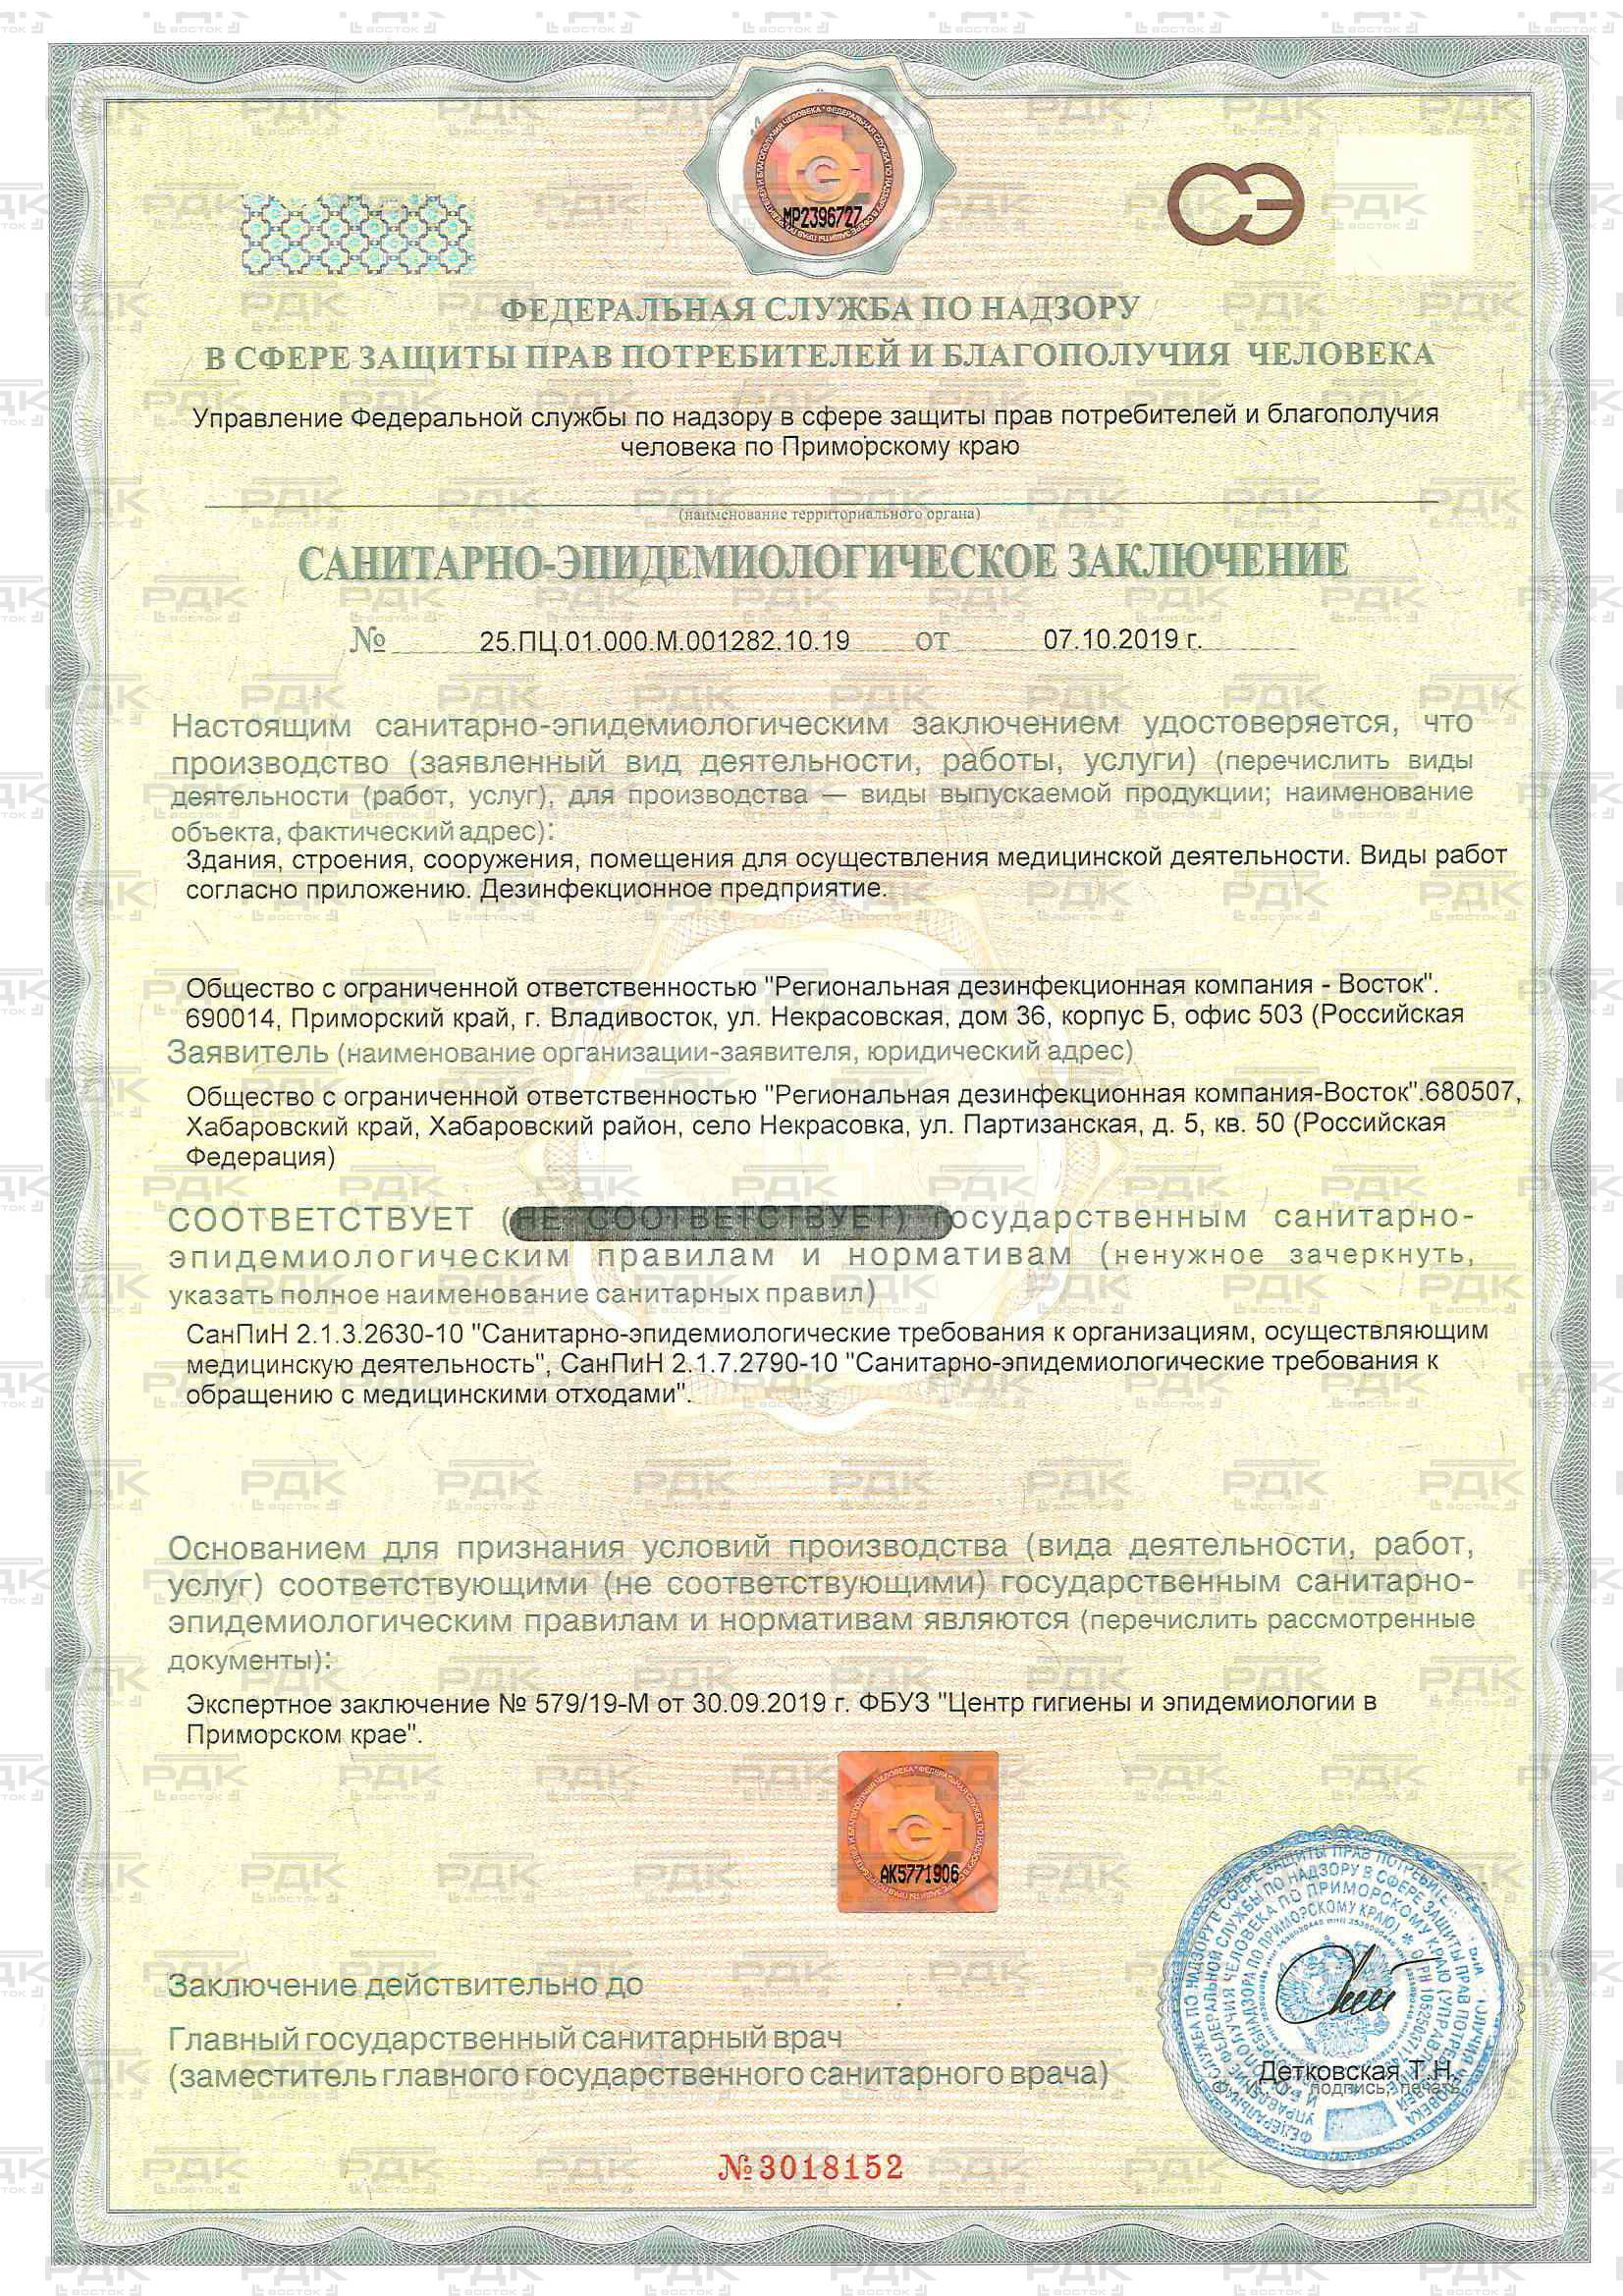 МР2396727
СЭ
ФЕДЕРАЛЬНАЯ СЛУЖБА ПО НАДЗОРУ
В СФЕРЕ ЗАЩИТЫ ПРАВ ПОТРЕБИТЕЛЕЙ И БЛАГОПОЛУЧИЯ ЧЕЛОВЕКА
Управление Федеральной службы по надзору в сфере защиты прав потребителей и благополучия
человека по Приморскому краю
(наименование территориального органа)
САНИТАРНО-ЭПИДЕМИОЛОГИЧЕСКОЕ ЗАКЛЮЧЕНИЕ
№ 25.ПЦ.01.000.М.001282.10.19 от 07.10.2019 г.
Настоящим санитарно-эпидемиологическим заключением удостоверяется, что
производство (заявленный вид деятельности, работы, услуги) (перечислить виды
деятельности (работ, услуг), для производства — виды выпускаемой продукции; наименование
объекта, фактический адрес):
Здания, строения, сооружения, помещения для осуществления медицинской деятельности. Виды работ
согласно приложению. Дезинфекционное предприятие.
Общество с ограниченной ответственностью "Региональная дезинфекционная компания - Восток".
690014, Приморский край, г. Владивосток, ул. Некрасовская, дом 36, корпус Б, офис 503 (Российская
Заявитель (наименование организации-заявителя, юридический адрес)
Общество с ограниченной ответственностью "Региональная дезинфекционная компания-Восток".680507,
Хабаровский край, Хабаровский район, село Некрасовка, ул. Партизанская, д. 5, кв. 50 (Российская
Федерация)
СООТВЕТСТВУЕТ (НЕ СООТВЕТСТВУЕТ) государственным санитарно-
эпидемиологическим правилам и нормативам (ненужное зачеркнуть,
указать полное наименование санитарных правил)
СанПиН 2.1.3.2630-10 "Санитарно-эпидемиологические требования к организациям, осуществляющим
медицинскую деятельность", СанПиН 2.1.7.2790-10 "Санитарно-эпидемиологические требования к
обращению с медицинскими отходами".
Основанием для признания условий производства (вида деятельности, работ,
услуг) соответствующими (не соответствующими) государственным санитарно-
эпидемиологическим правилам и нормативам являются (перечислить рассмотренные
документы):
Экспертное заключение № 579/19-М от 30.09.2019 г. ФБУЗ "Центр гигиены и эпидемиологии в
Приморском крае".
АК5771906
Заключение действительно до
Главный государственный санитарный врач
(заместитель главного государственного санитарного врача)
Детковская Т.Н.
Ф. И. О., подпись, печать
№3018152
РДК
ВОСТОК